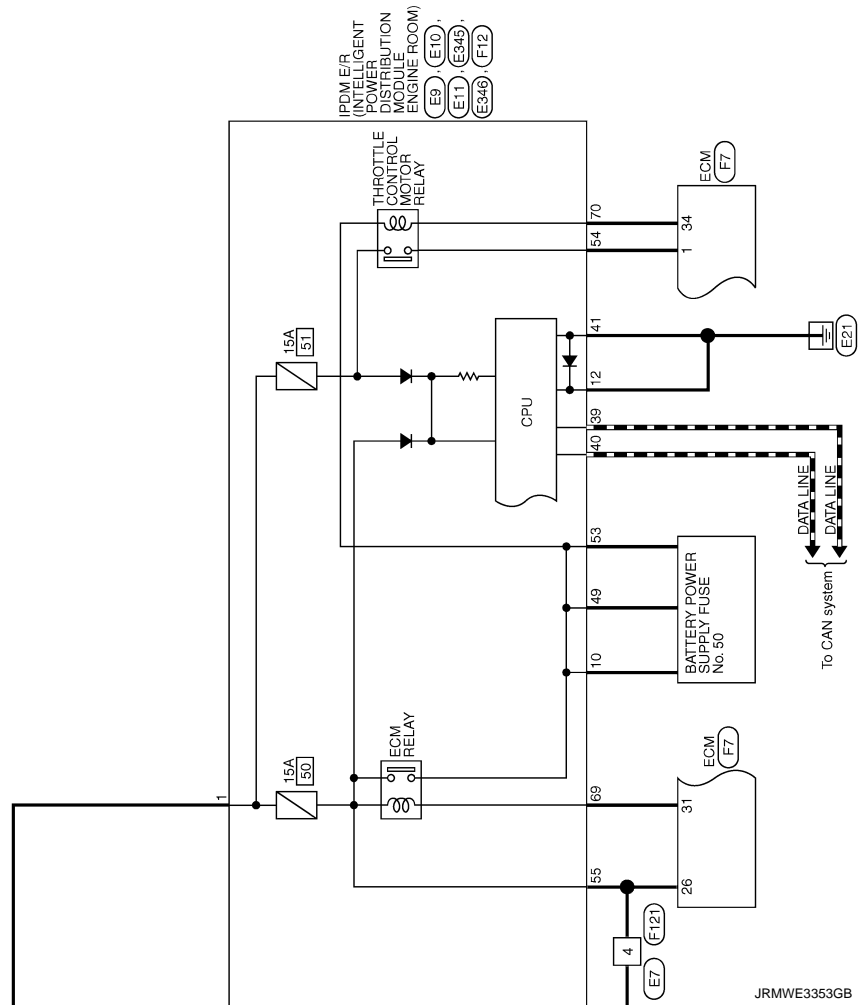 IPDM E/R
(INTELLIGENT
POWER
DISTRIBUTION
MODULE
ENGINE ROOM)
E9 , E10 ,
E11 , E345 ,
E346 , F12
THROTTLE
CONTROL
MOTOR
RELAY
15A
51
1
15A
50
ECM
RELAY
CPU
55
69
10
49
53
40
39
12
41
54
70
26
31
ECM
F7
BATTERY POWER
SUPPLY FUSE
No. 50
DATA LINE
DATA LINE
To CAN system
E21
1
34
ECM
F7
4
E7
F121
JRMWE3353GB